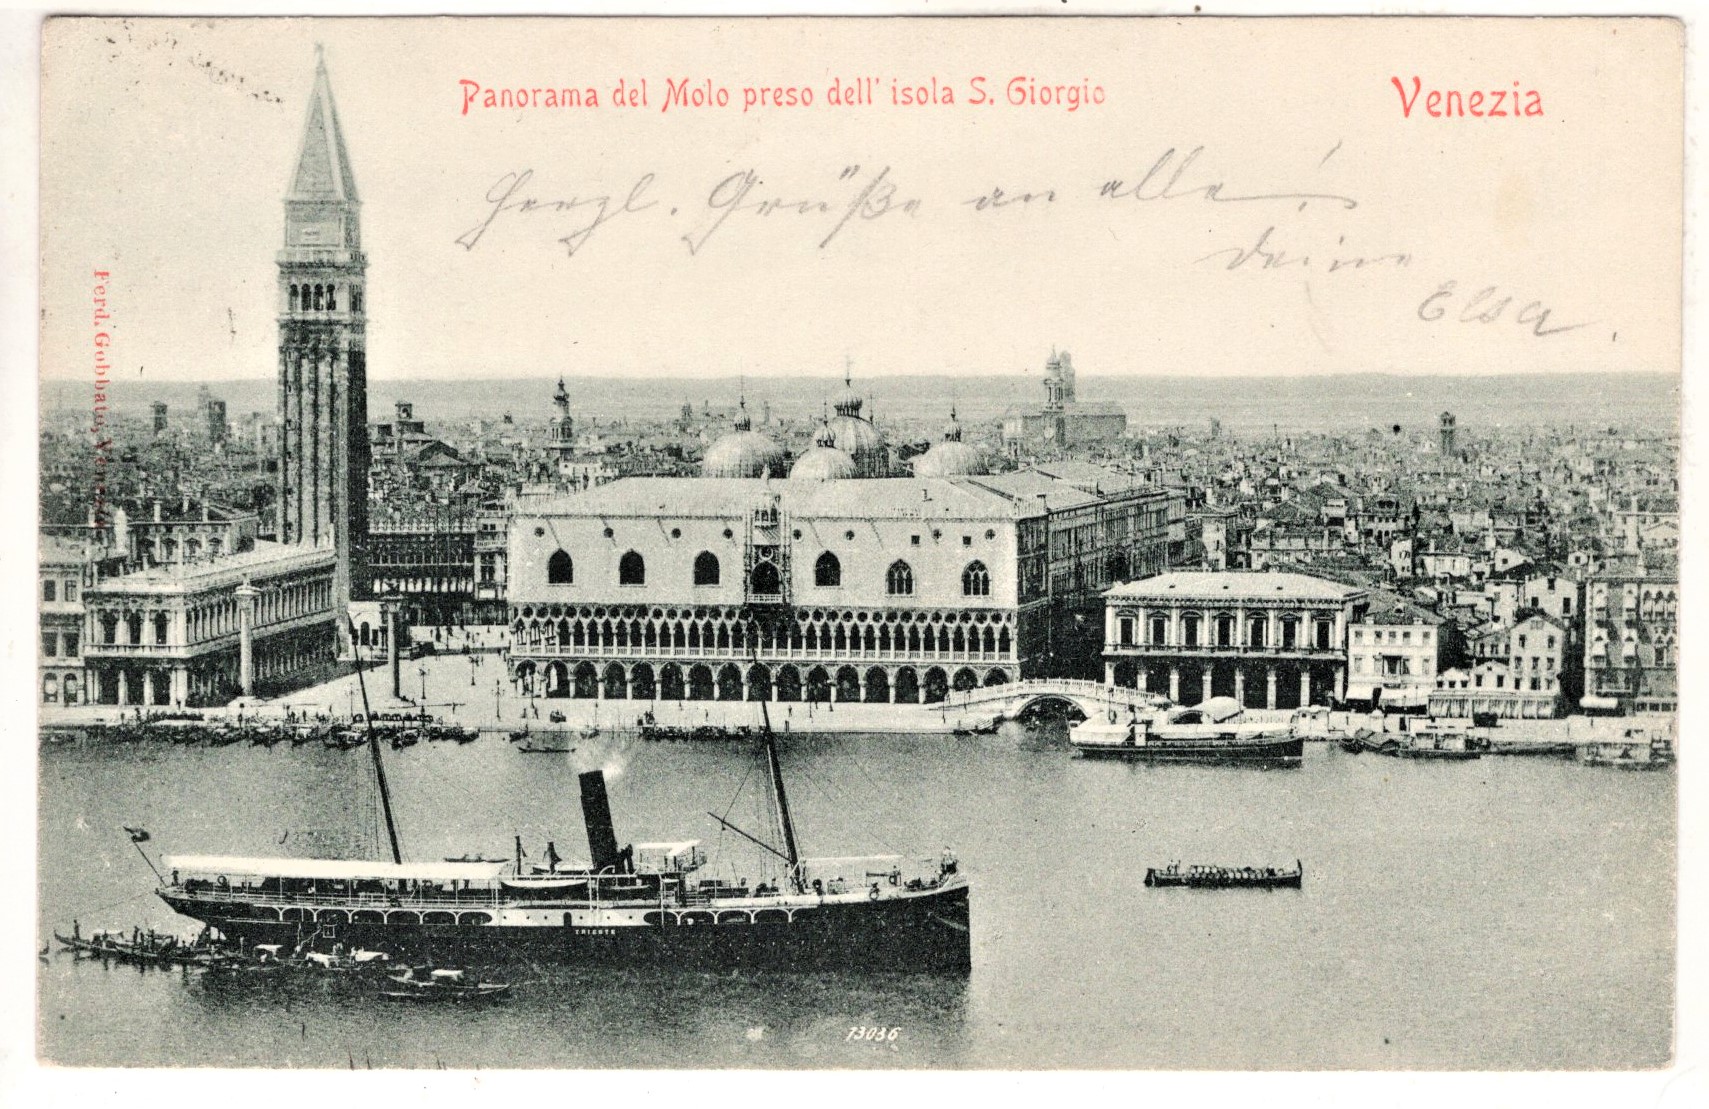 Panorama del Molo preso dell' isola S. Giorgio
Venezia
Herzl. Grüße an alle!
Deine
Elsa.
Ferd. Gobbato, Venezia
TRIESTE
13036